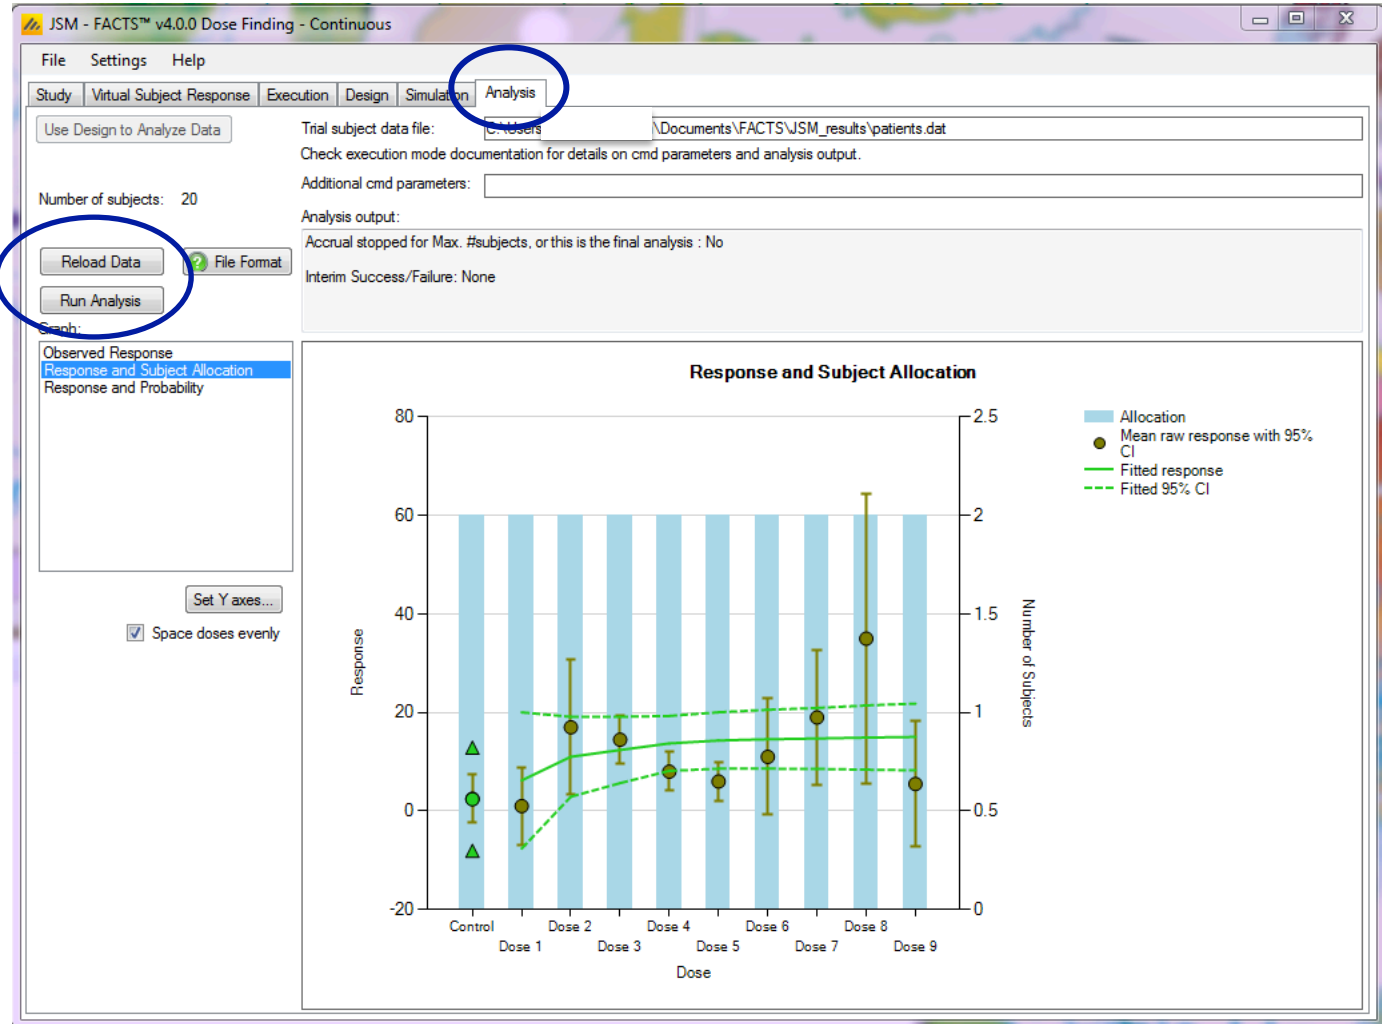 JSM - FACTS™ v4.0.0 Dose Finding - Continuous
File Settings Help
Study Virtual Subject Response Execution Design Simulation Analysis
Use Design to Analyze Data
Trial subject data file: C:\Users \Documents\FACTS\JSM_results\patients.dat
Check execution mode documentation for details on cmd parameters and analysis output.
Additional cmd parameters:
Number of subjects: 20
Analysis output:
Accrual stopped for Max. #subjects, or this is the final analysis : No
Interim Success/Failure: None
Reload Data
? File Format
Run Analysis
Graph:
Observed Response
Response and Subject Allocation
Response and Probability
Set Y axes...
Space doses evenly
Response and Subject Allocation
80
60
40
20
0
-20
Response
2.5
2
1.5
1
0.5
0
Number of Subjects
Control Dose 2 Dose 4 Dose 6 Dose 8
Dose 1 Dose 3 Dose 5 Dose 7 Dose 9
Dose
Allocation
Mean raw response with 95%
CI
Fitted response
Fitted 95% CI